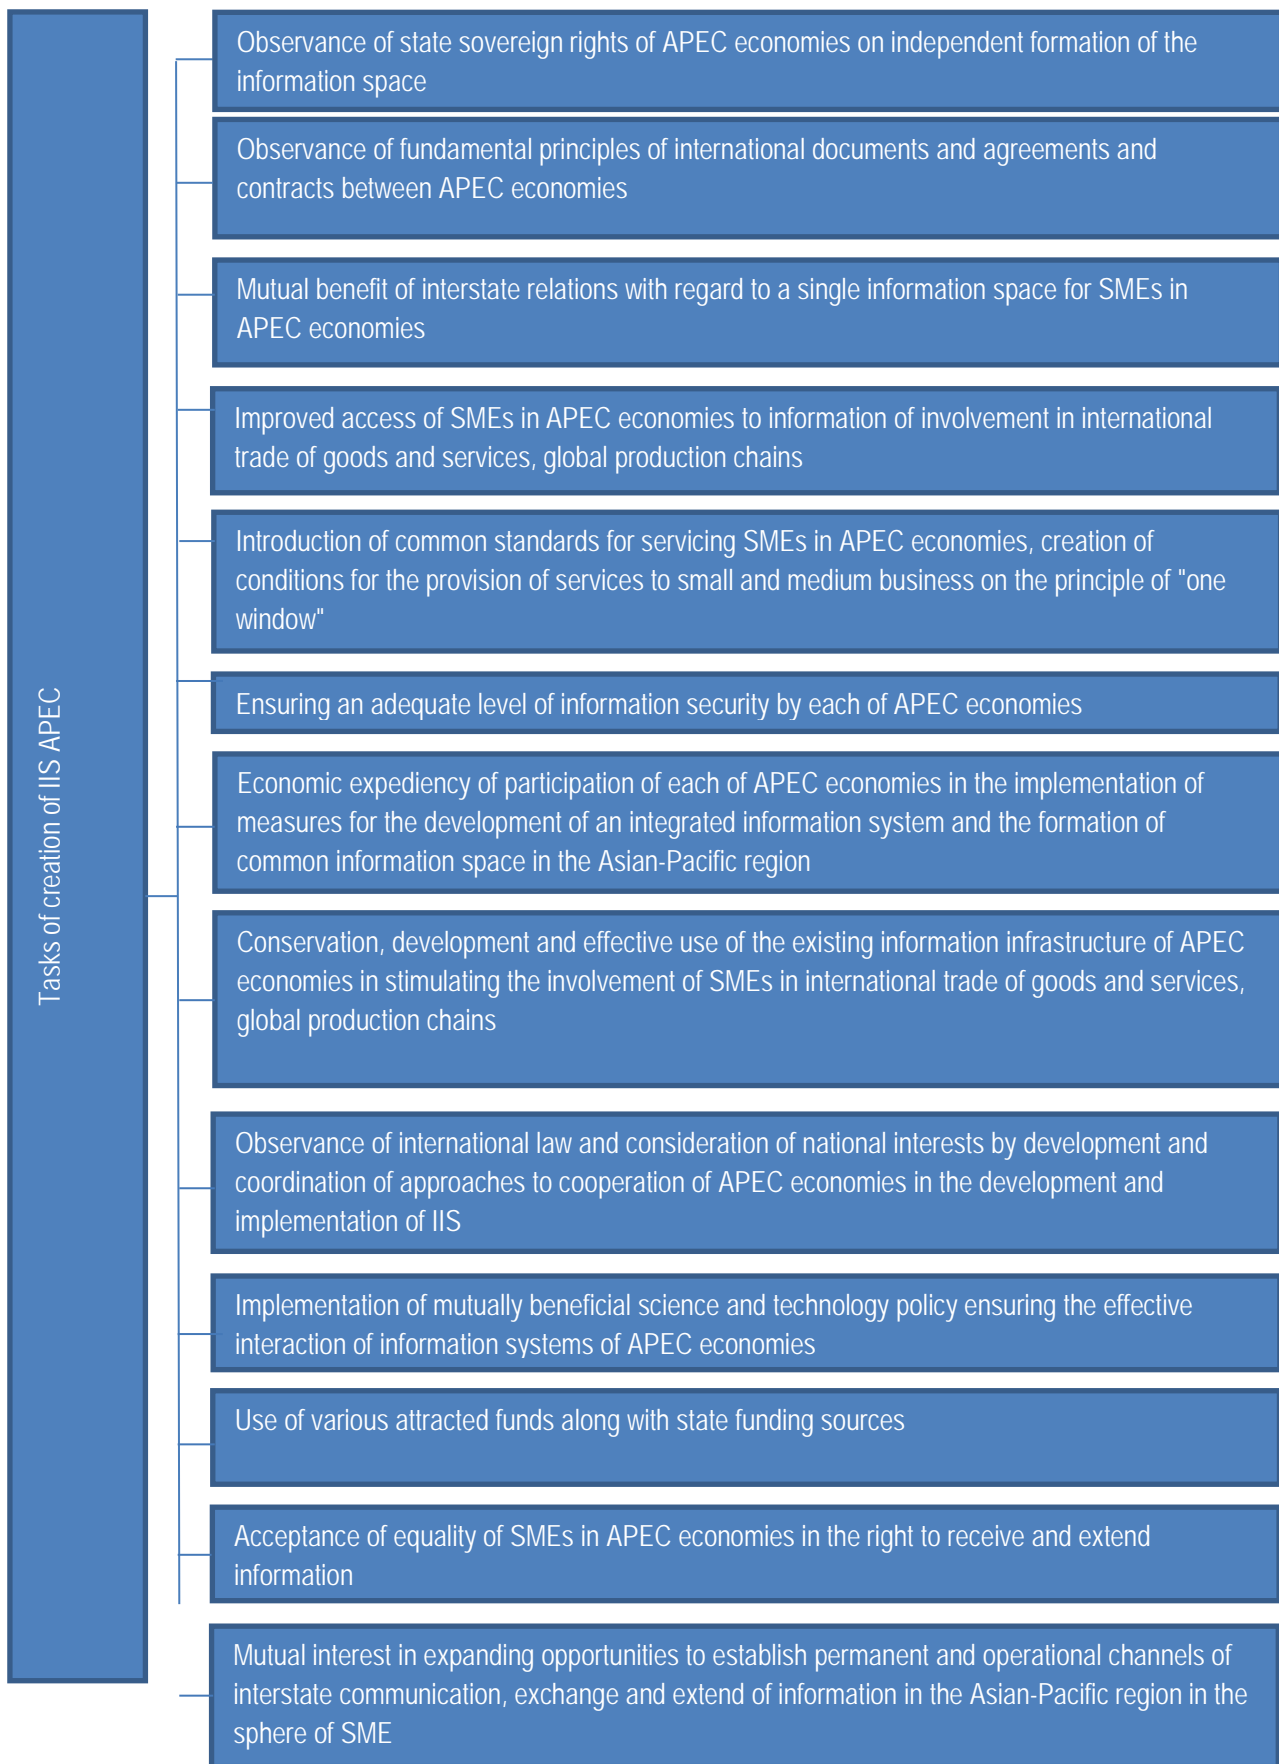 Tasks of creation of IIS APEC
Observance of state sovereign rights of APEC economies on independent formation of the
information space
Observance of fundamental principles of international documents and agreements and
contracts between APEC economies
Mutual benefit of interstate relations with regard to a single information space for SMEs in
APEC economies
Improved access of SMEs in APEC economies to information of involvement in international
trade of goods and services, global production chains
Introduction of common standards for servicing SMEs in APEC economies, creation of
conditions for the provision of services to small and medium business on the principle of "one
window"
Ensuring an adequate level of information security by each of APEC economies
Economic expediency of participation of each of APEC economies in the implementation of
measures for the development of an integrated information system and the formation of
common information space in the Asian-Pacific region
Conservation, development and effective use of the existing information infrastructure of APEC
economies in stimulating the involvement of SMEs in international trade of goods and services,
global production chains
Observance of international law and consideration of national interests by development and
coordination of approaches to cooperation of APEC economies in the development and
implementation of IIS
Implementation of mutually beneficial science and technology policy ensuring the effective
interaction of information systems of APEC economies
Use of various attracted funds along with state funding sources
Acceptance of equality of SMEs in APEC economies in the right to receive and extend
information
Mutual interest in expanding opportunities to establish permanent and operational channels of
interstate communication, exchange and extend of information in the Asian-Pacific region in the
sphere of SME